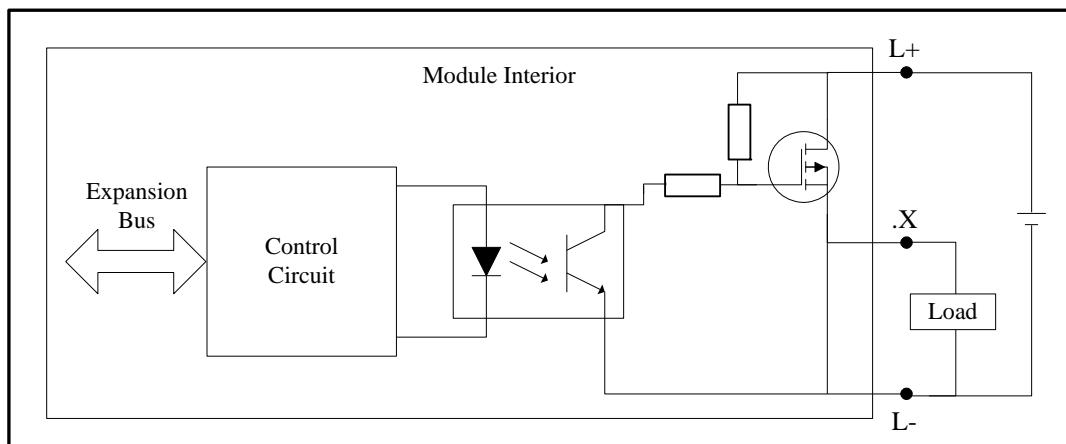 Module Interior
L+
Expansion
Bus
Control
Circuit
.X
Load
L-